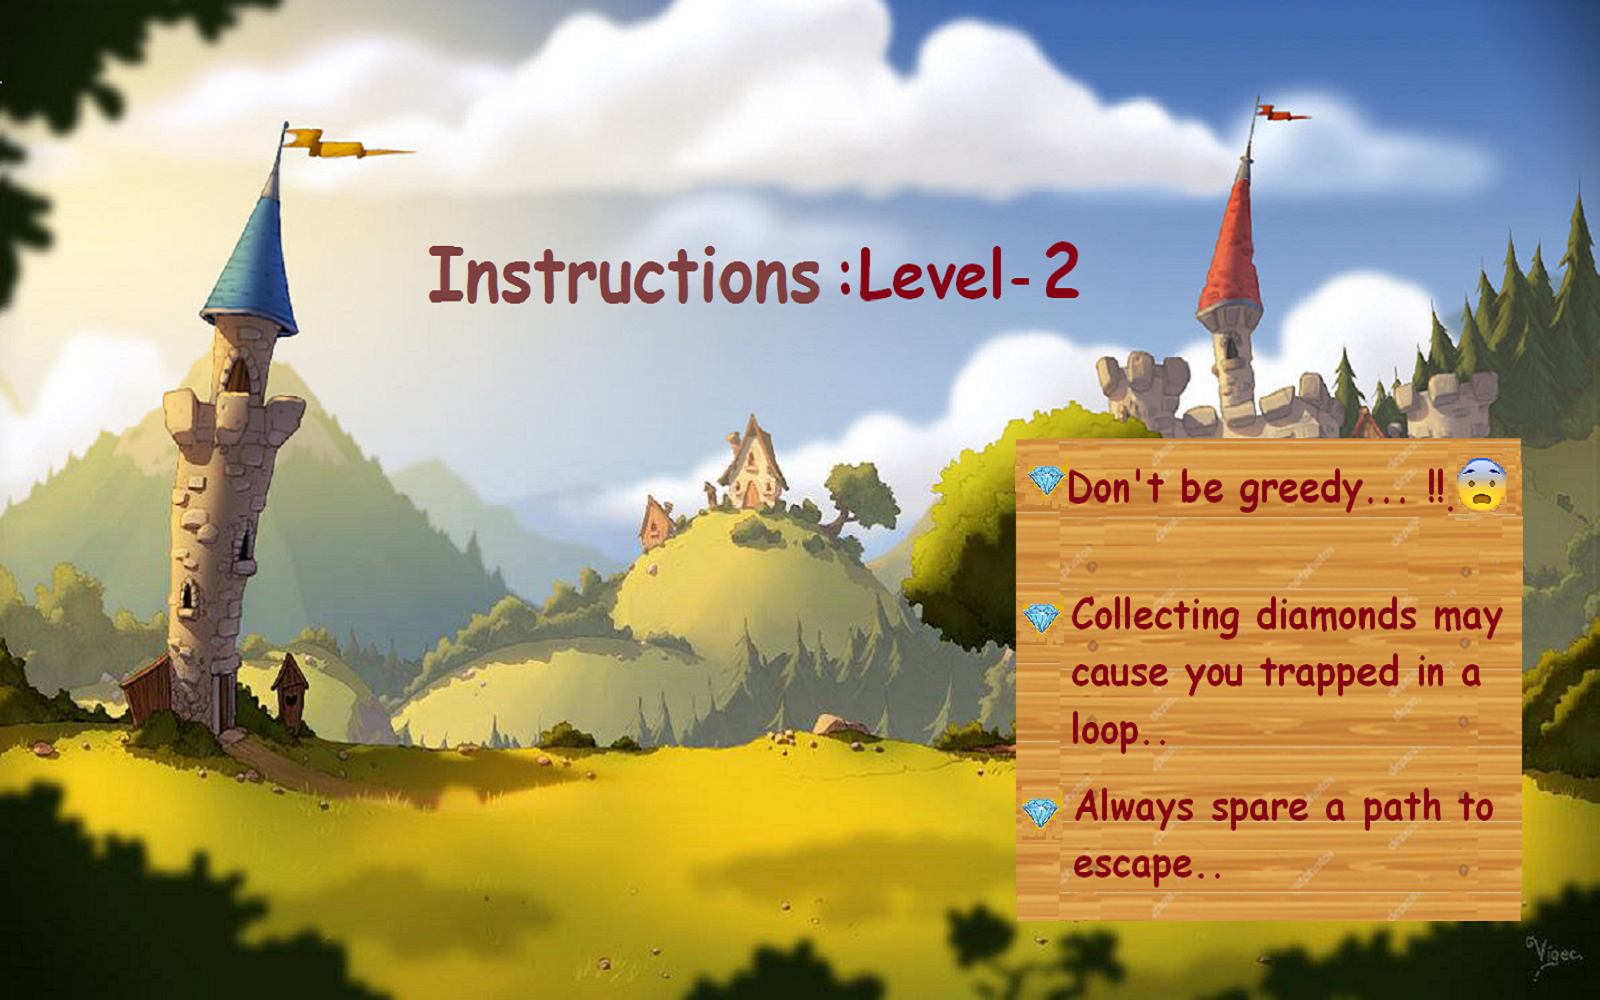 Instructions :Level-2
Don't be greedy... !!
Collecting diamonds may
cause you trapped in a
loop..
Always spare a path to
escape..